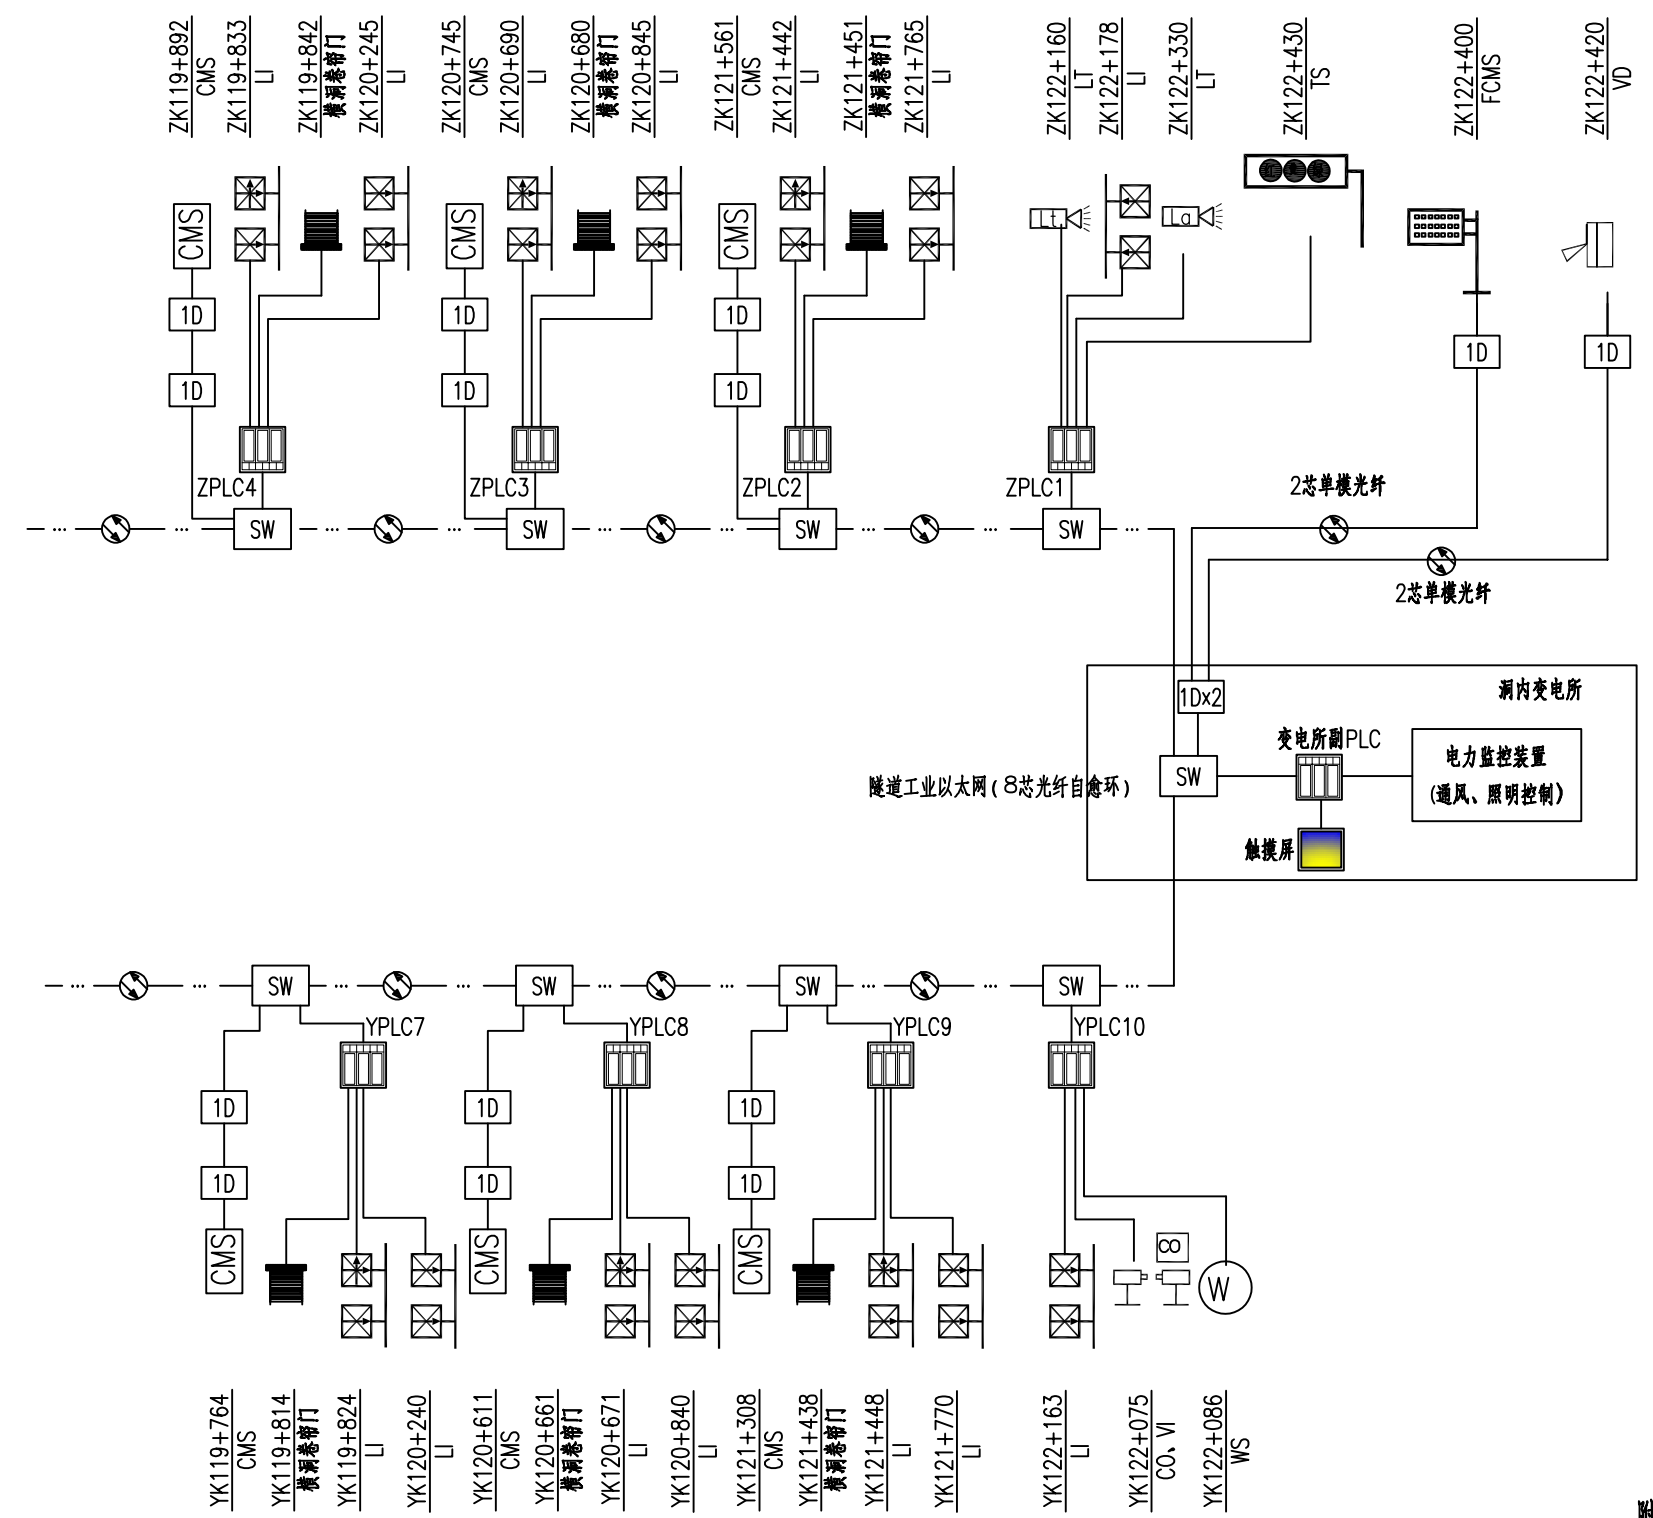 ZK119+892
CMS
ZK119+833
LI
ZK119+842
横洞卷帘门
ZK120+245
LI
ZK120+745
CMS
ZK120+690
LI
ZK120+680
横洞卷帘门
ZK120+845
LI
ZK121+561
CMS
ZK121+442
LI
ZK121+451
横洞卷帘门
ZK121+765
LI
ZK122+160
LT
ZK122+178
LI
ZK122+330
LT
ZK122+430
TS
ZK122+400
FCMS
ZK122+420
VD
CMS
CMS
CMS
Lt
La
1D
1D
1D
1D
1D
1D
1D
1D
ZPLC4
ZPLC3
ZPLC2
ZPLC1
2芯单模光纤
SW
SW
SW
SW
2芯单模光纤
1Dx2
洞内变电所
变电所副PLC
SW
电力监控装置
(通风、照明控制)
隧道工业以太网(8芯光纤自愈环)
触摸屏
SW
SW
SW
SW
YPLC7
YPLC8
YPLC9
YPLC10
1D
1D
1D
1D
1D
1D
CMS
CMS
CMS
8
W
YK119+764
CMS
YK119+814
横洞卷帘门
YK119+824
LI
YK120+240
LI
YK120+611
CMS
YK120+661
横洞卷帘门
YK120+671
LI
YK120+840
LI
YK121+308
CMS
YK121+438
横洞卷帘门
YK121+448
LI
YK121+770
LI
YK122+163
LI
YK122+075
CO、VI
YK122+086
WS